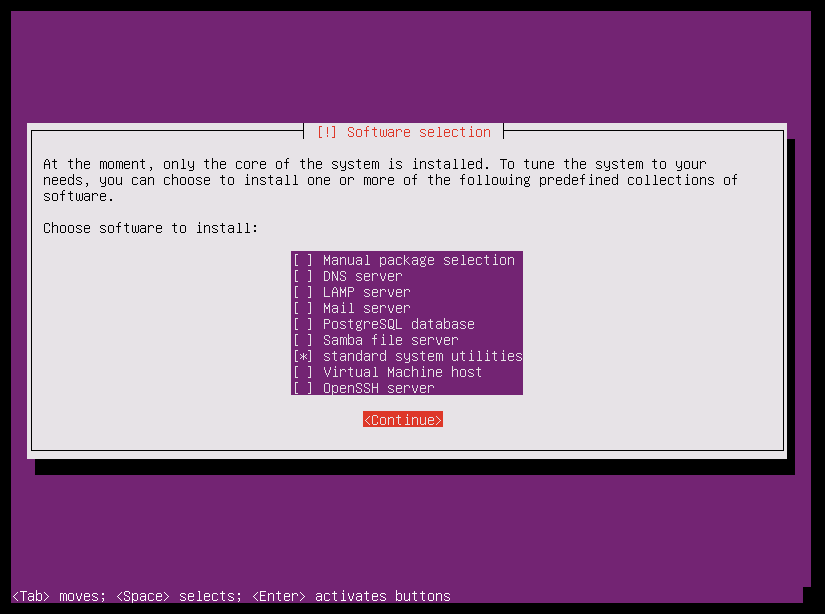 [!] Software selection
At the moment, only the core of the system is installed. To tune the system to your
needs, you can choose to install one or more of the following predefined collections of
software.
Choose software to install:
[ ] Manual package selection
[ ] DNS server
[ ] LAMP server
[ ] Mail server
[ ] PostgreSQL database
[ ] Samba file server
[*] standard system utilities
[ ] Virtual Machine host
[ ] OpenSSH server
<Continue>
<Tab> moves; <Space> selects; <Enter> activates buttons